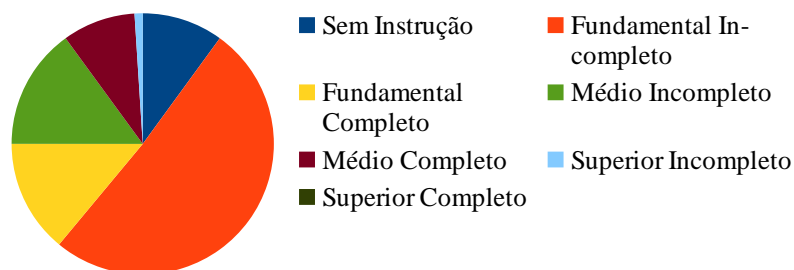 Sem Instrução
Fundamental In-
completo
Fundamental
Completo
Médio Incompleto
Médio Completo
Superior Incompleto
Superior Completo